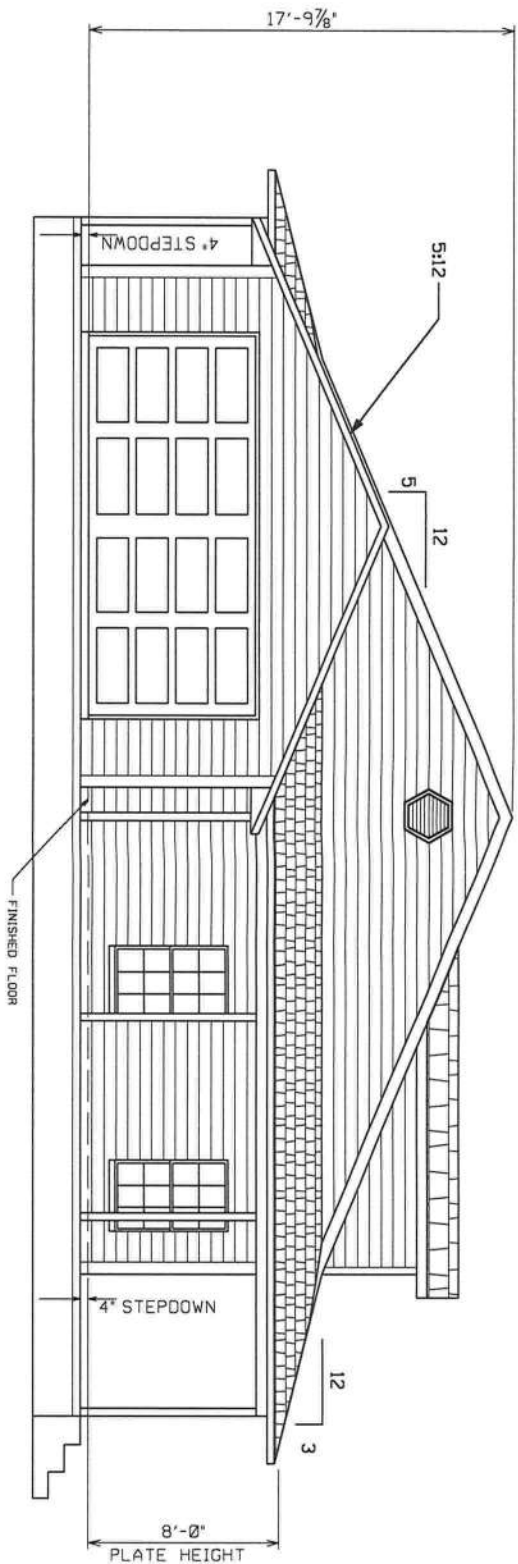 17'-9⅞"
4" STEPDOWN
5:12
5
12
FINISHED FLOOR
4" STEPDOWN
12
3
8'-0"
PLATE HEIGHT